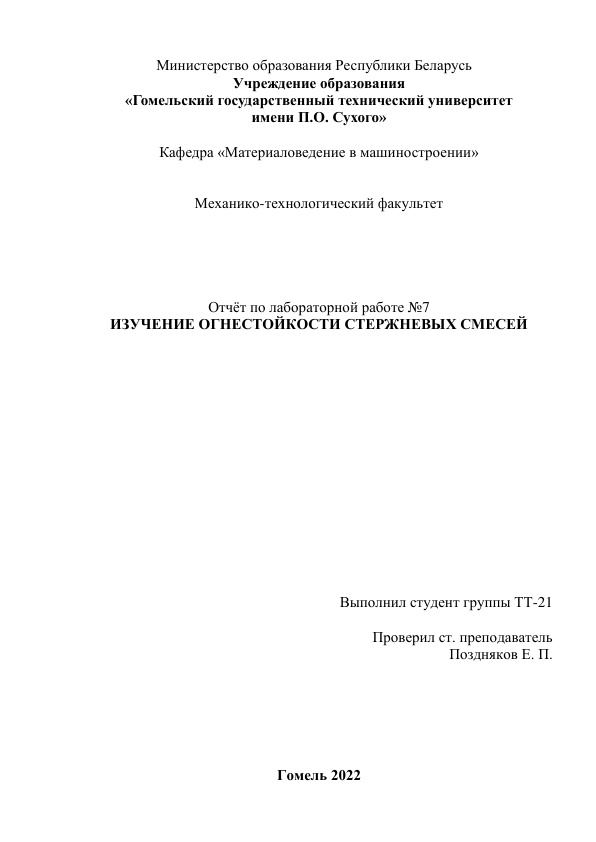 Министерство образования Республики Беларусь
Учреждение образования
«Гомельский государственный технический университет
имени П.О. Сухого»
Кафедра «Материаловедение в машиностроении»
Механико-технологический факультет
Отчёт по лабораторной работе №7
ИЗУЧЕНИЕ ОГНЕСТОЙКОСТИ СТЕРЖНЕВЫХ СМЕСЕЙ
Выполнил студент группы ТТ-21
Проверил ст. преподаватель
Поздняков Е. П.
Гомель 2022